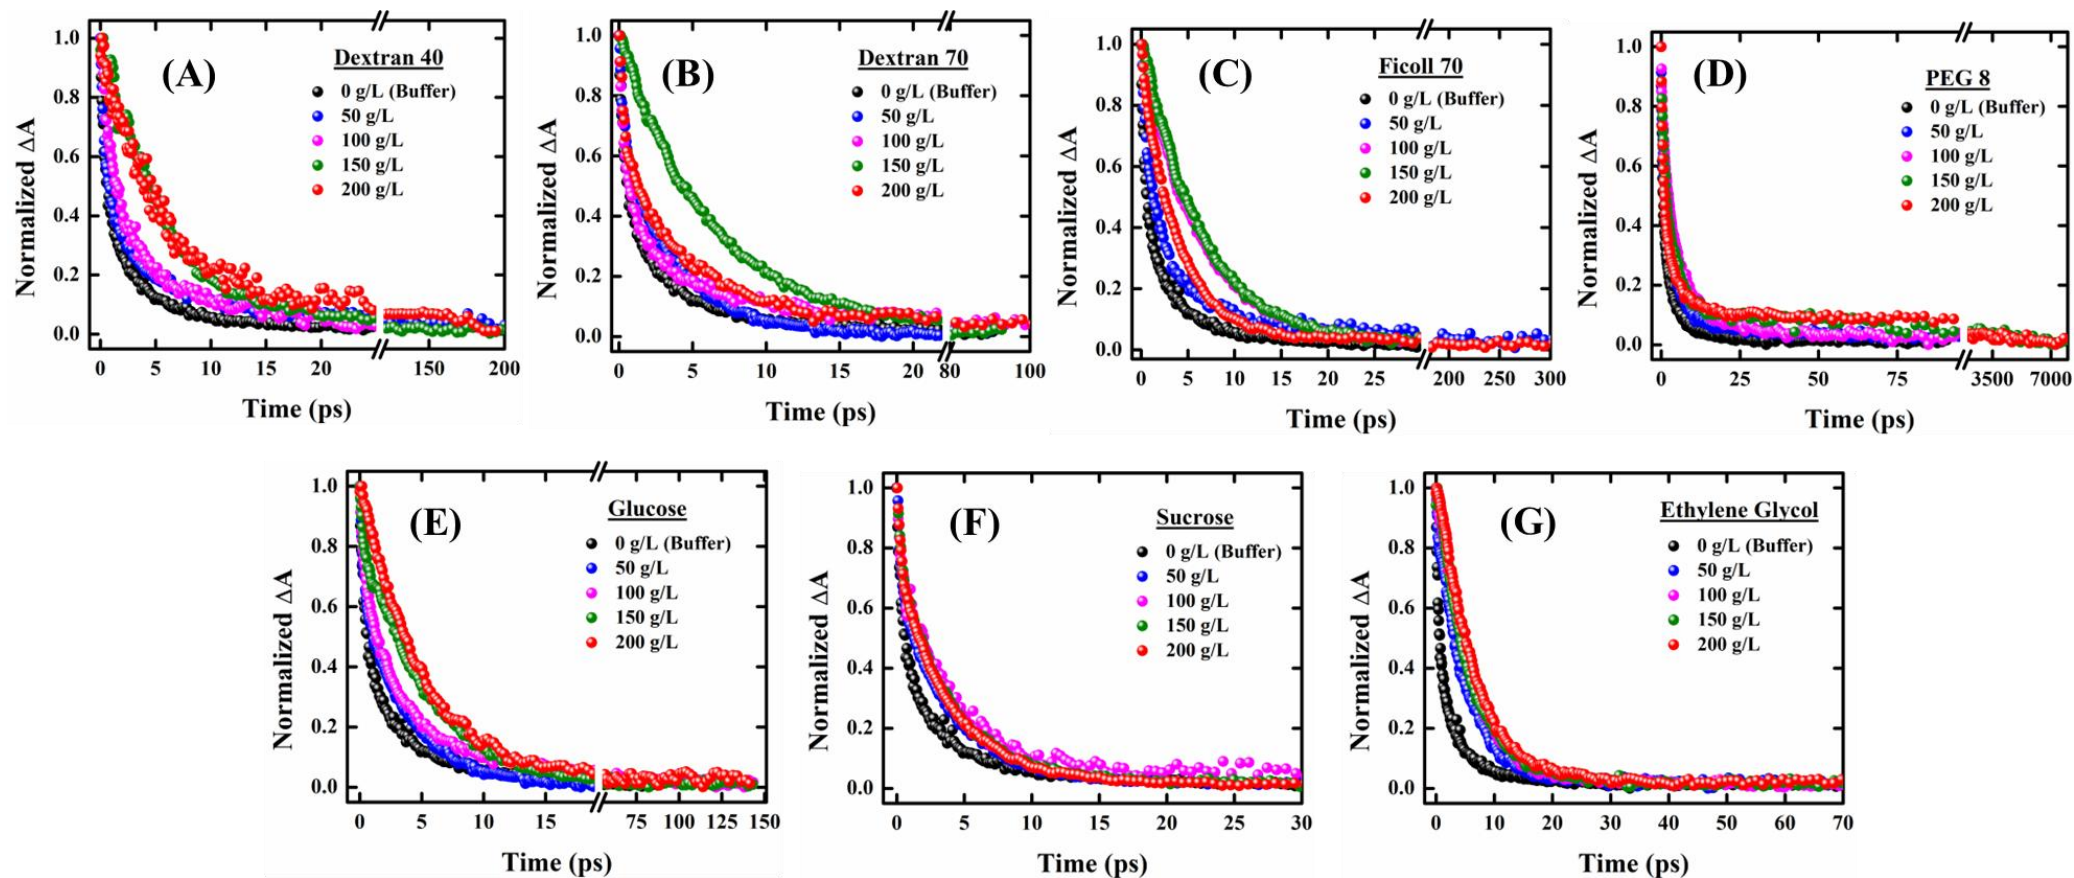 (A)
Dextran 40
0 g/L (Buffer)
50 g/L
100 g/L
150 g/L
200 g/L
Normalized ΔA
1.0
0.8
0.6
0.4
0.2
0.0
0 5 10 15 20 150 200
Time (ps)
(B)
Dextran 70
0 g/L (Buffer)
50 g/L
100 g/L
150 g/L
200 g/L
Normalized ΔA
1.0
0.8
0.6
0.4
0.2
0.0
0 5 10 15 20 80 100
Time (ps)
(C)
Ficoll 70
0 g/L (Buffer)
50 g/L
100 g/L
150 g/L
200 g/L
Normalized ΔA
1.0
0.8
0.6
0.4
0.2
0.0
0 5 10 15 20 25 200 250 300
Time (ps)
(D)
PEG 8
0 g/L (Buffer)
50 g/L
100 g/L
150 g/L
200 g/L
Normalized ΔA
1.0
0.8
0.6
0.4
0.2
0.0
0 25 50 75 3500 7000
Time (ps)
(E)
Glucose
0 g/L (Buffer)
50 g/L
100 g/L
150 g/L
200 g/L
Normalized ΔA
1.0
0.8
0.6
0.4
0.2
0.0
0 5 10 15 75 100 125 150
Time (ps)
(F)
Sucrose
0 g/L (Buffer)
50 g/L
100 g/L
150 g/L
200 g/L
Normalized ΔA
1.0
0.8
0.6
0.4
0.2
0.0
0 5 10 15 20 25 30
Time (ps)
(G)
Ethylene Glycol
0 g/L (Buffer)
50 g/L
100 g/L
150 g/L
200 g/L
Normalized ΔA
1.0
0.8
0.6
0.4
0.2
0.0
0 10 20 30 40 50 60 70
Time (ps)